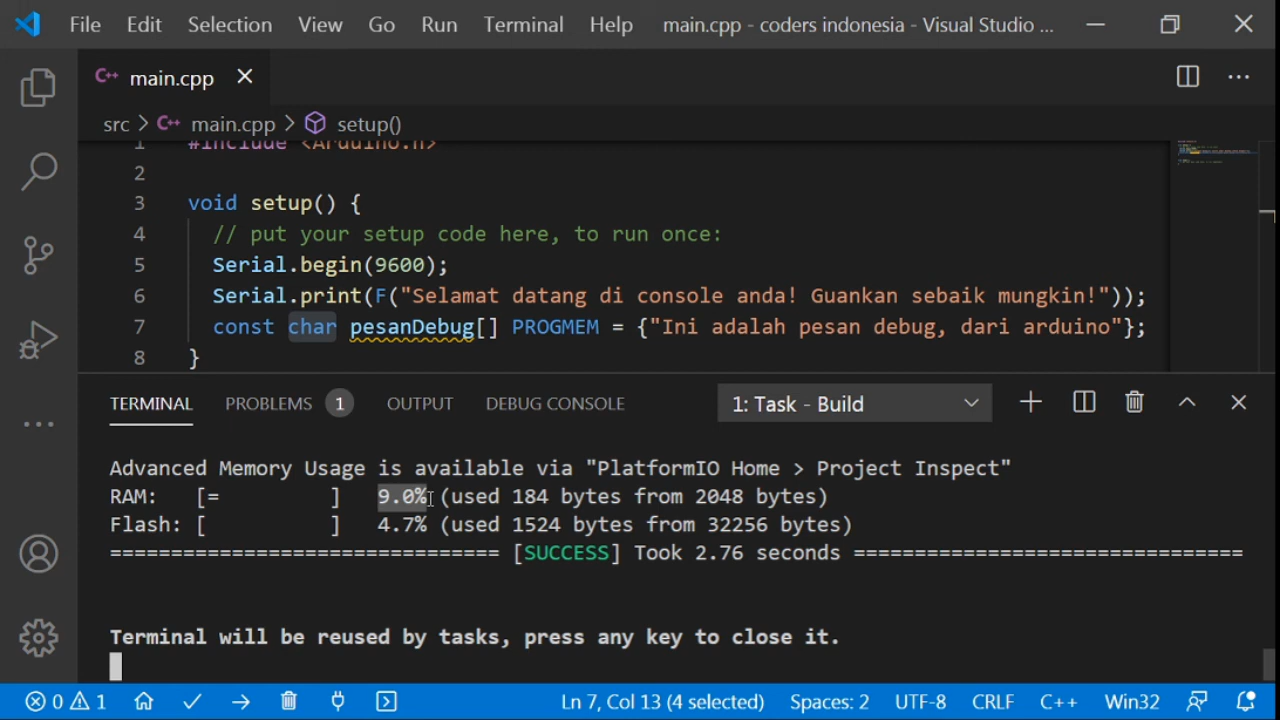 File Edit Selection View Go Run Terminal Help main.cpp - coders indonesia - Visual Studio ...
C++ main.cpp
src > C++ main.cpp > setup()
1 #include <Arduino.h>
2
3 void setup() {
4 // put your setup code here, to run once:
5 Serial.begin(9600);
6 Serial.print(F("Selamat datang di console anda! Guankan sebaik mungkin!"));
7 const char pesanDebug[] PROGMEM = {"Ini adalah pesan debug, dari arduino"};
8 }
TERMINAL PROBLEMS 1 OUTPUT DEBUG CONSOLE 1: Task - Build
Advanced Memory Usage is available via "PlatformIO Home > Project Inspect"
RAM: [= ] 9.0% (used 184 bytes from 2048 bytes)
Flash: [ ] 4.7% (used 1524 bytes from 32256 bytes)
================================ [SUCCESS] Took 2.76 seconds ================================
Terminal will be reused by tasks, press any key to close it.
0 1 Ln 7, Col 13 (4 selected) Spaces: 2 UTF-8 CRLF C++ Win32